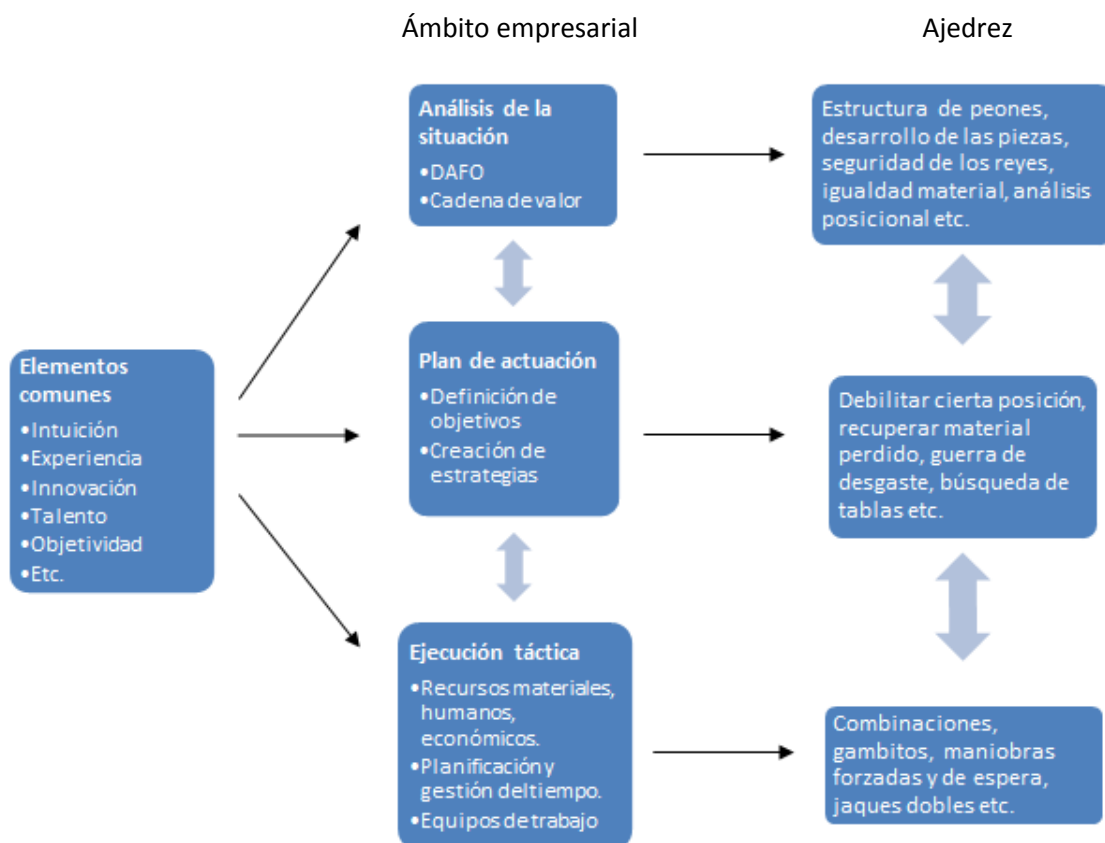 Ámbito empresarial
Ajedrez
Análisis de la
situación
•DAFO
•Cadena de valor
Estructura de peones,
desarrollo de las piezas,
seguridad de los reyes,
igualdad material, análisis
posicional etc.
Elementos
comunes
•Intuición
•Experiencia
•Innovación
•Talento
•Objetividad
•Etc.
Plan de actuación
•Definición de
objetivos
•Creación de
estrategias
Debilitar cierta posición,
recuperar material
perdido, guerra de
desgaste, búsqueda de
tablas etc.
Ejecución táctica
•Recursos materiales,
humanos,
económicos.
•Planificación y
gestión del tiempo.
•Equipos de trabajo
Combinaciones,
gambitos, maniobras
forzadas y de espera,
jaques dobles etc.